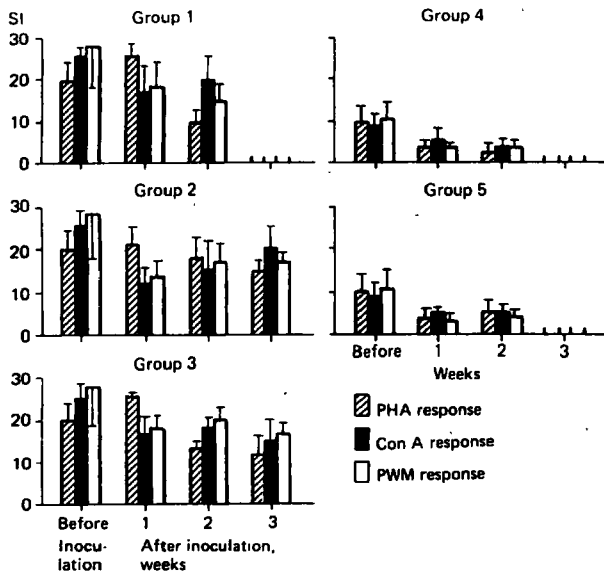 SI
Group 1
30
20
10
0
Group 2
30
20
10
0
Group 3
30
20
10
0
Before
1
2
3
Inocu-
lation
After inoculation,
weeks
Group 4
Group 5
Before
1
2
3
Weeks
PHA response
Con A response
PWM response